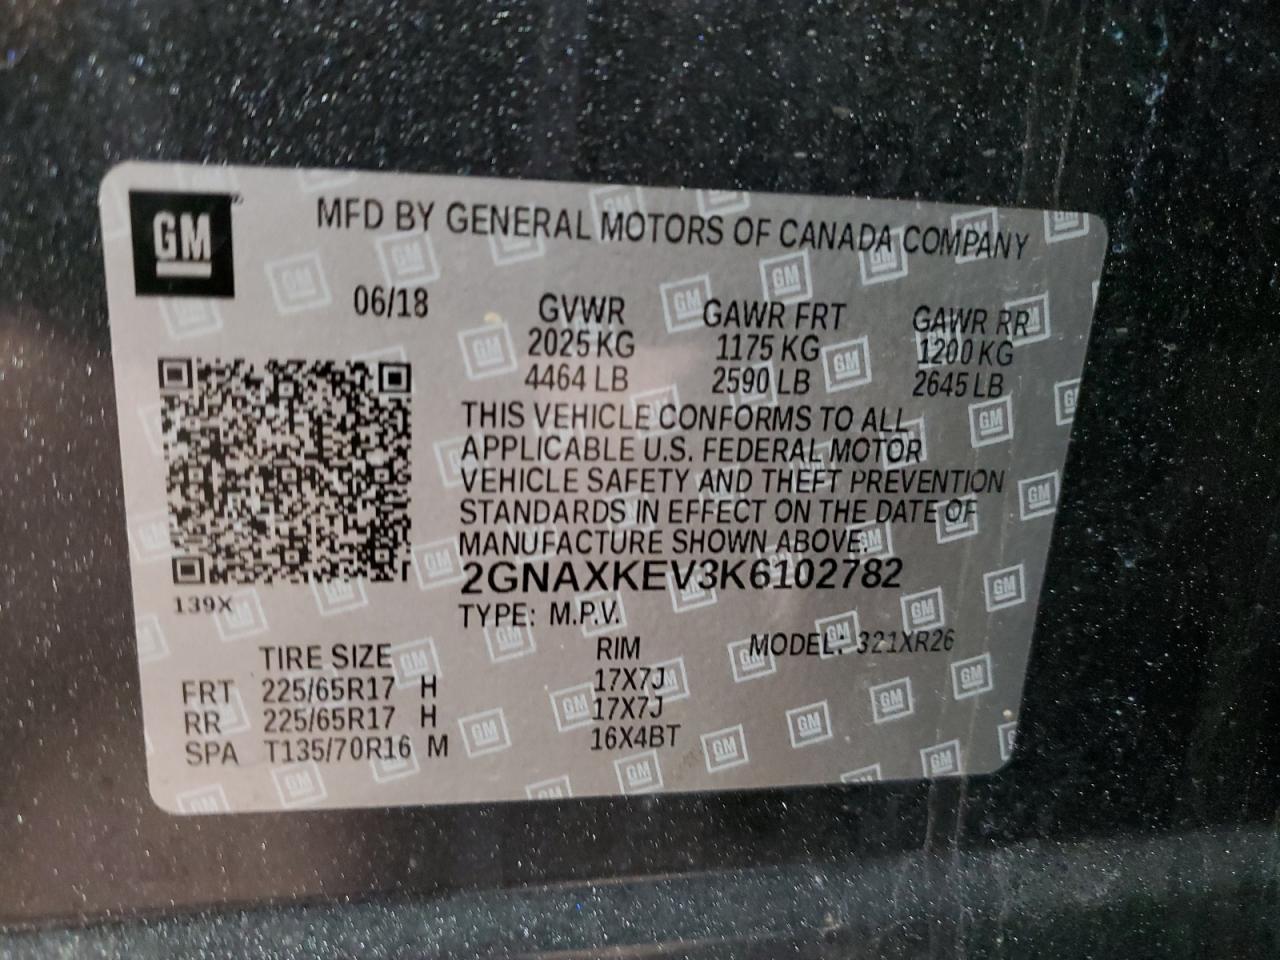 GM
MFD BY GENERAL MOTORS OF CANADA COMPANY
06/18 GVWR GAWR FRT GAWR RR
2025 KG 1175 KG 1200 KG
4464 LB 2590 LB 2645 LB
THIS VEHICLE CONFORMS TO ALL
APPLICABLE U.S. FEDERAL MOTOR
VEHICLE SAFETY AND THEFT PREVENTION
STANDARDS IN EFFECT ON THE DATE OF
MANUFACTURE SHOWN ABOVE.
2GNAXKEV3K6102782
139X
TYPE: M.P.V.
TIRE SIZE RIM MODEL: 321XR26
FRT 225/65R17 H 17X7J
RR 225/65R17 H 17X7J
SPA T135/70R16 M 16X4BT